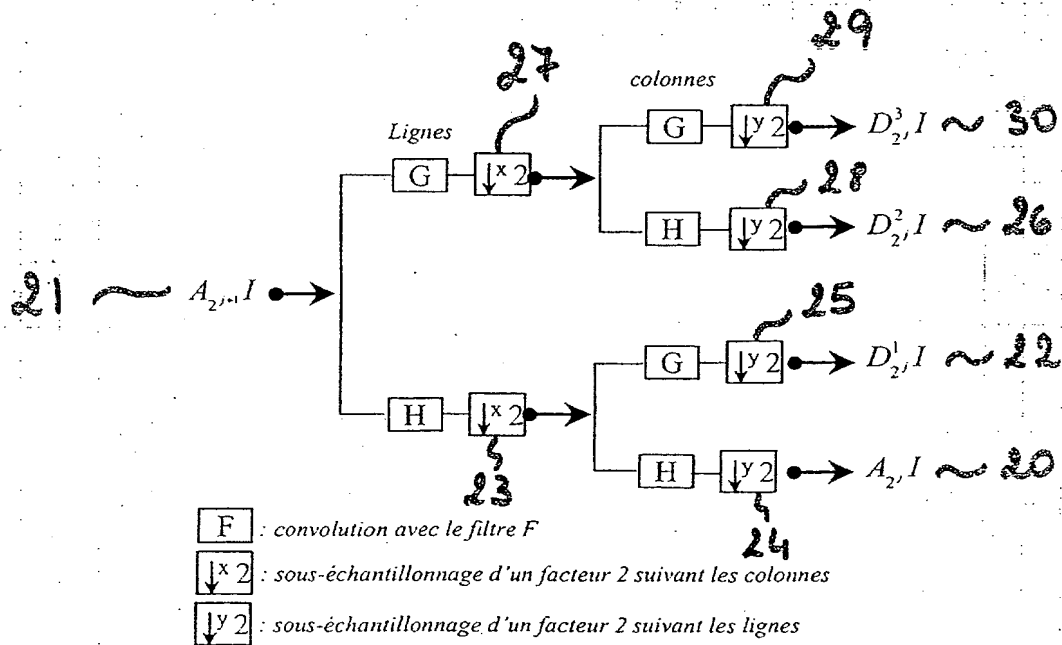 29
27
colonnes
G ↓y 2 D³₂ⱼ I ~ 30
Lignes
G ↓x 2
28
H ↓y 2 D²₂ⱼ I ~ 26
21 ~ A₂ⱼ₊₁ I
25
G ↓y 2 D¹₂ⱼ I ~ 22
H ↓x 2
23
H ↓y 2 A₂ⱼ I ~ 20
24
F : convolution avec le filtre F
↓x 2 : sous-échantillonnage d'un facteur 2 suivant les colonnes
↓y 2 : sous-échantillonnage d'un facteur 2 suivant les lignes